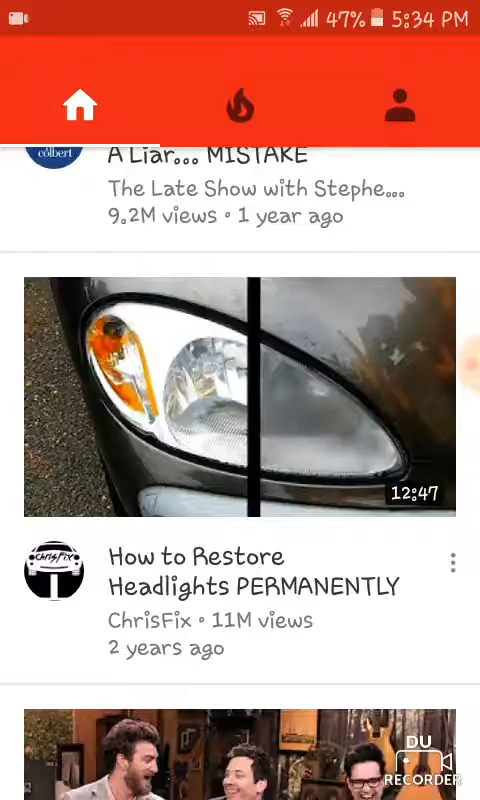 47% 5:34 PM
colbert
A Liar... MISTAKE
The Late Show with Stephe...
9.2M views • 1 year ago
12:47
CHRISFIX
How to Restore
Headlights PERMANENTLY
ChrisFix • 11M views
2 years ago
DU
RECORDER